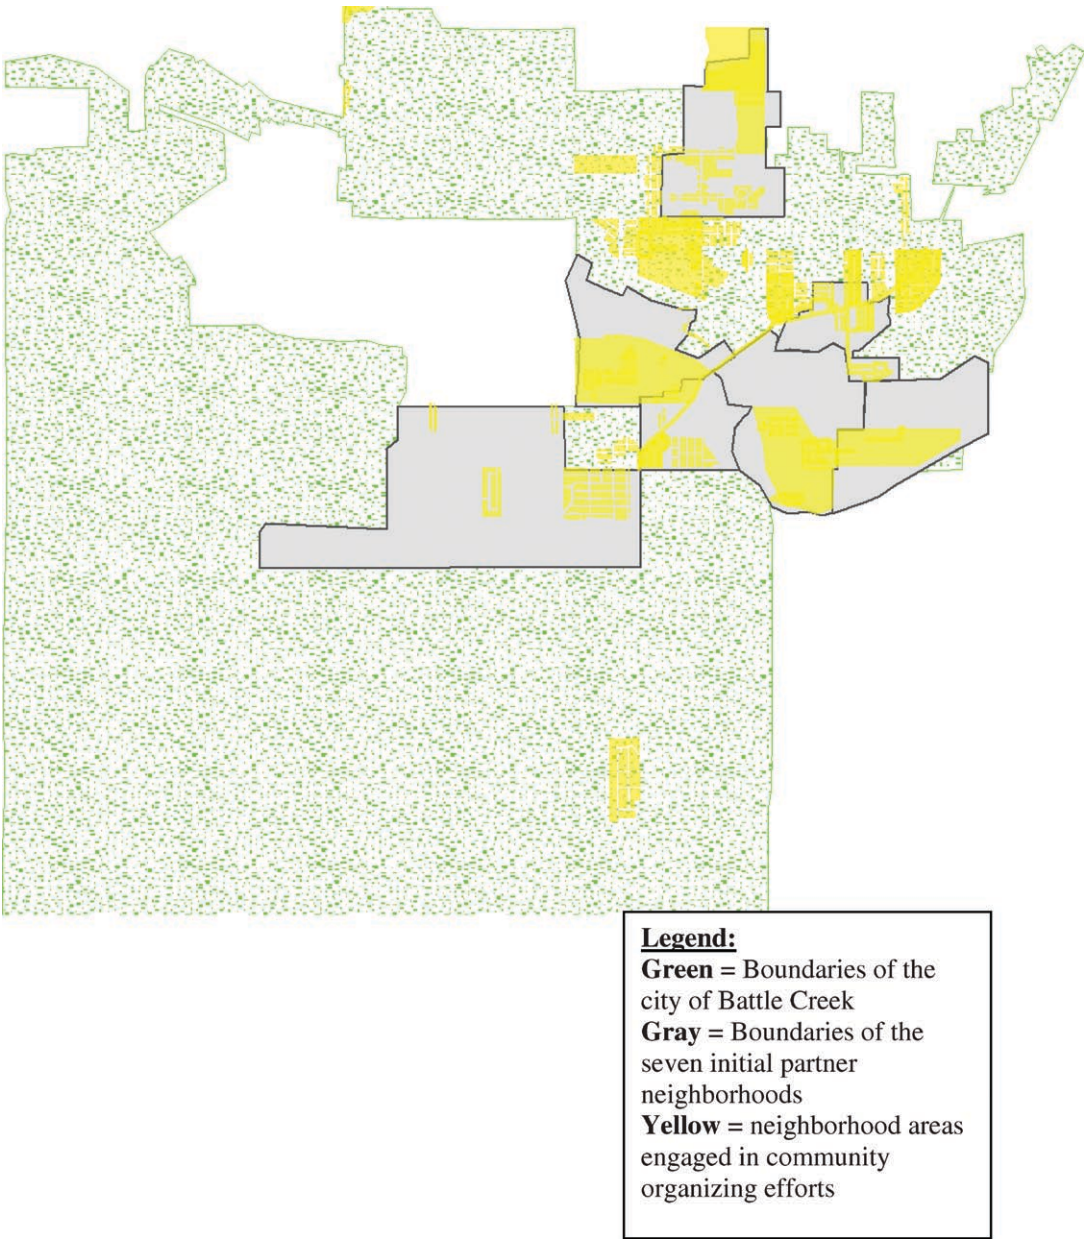 Legend:
Green = Boundaries of the
city of Battle Creek
Gray = Boundaries of the
seven initial partner
neighborhoods
Yellow = neighborhood areas
engaged in community
organizing efforts